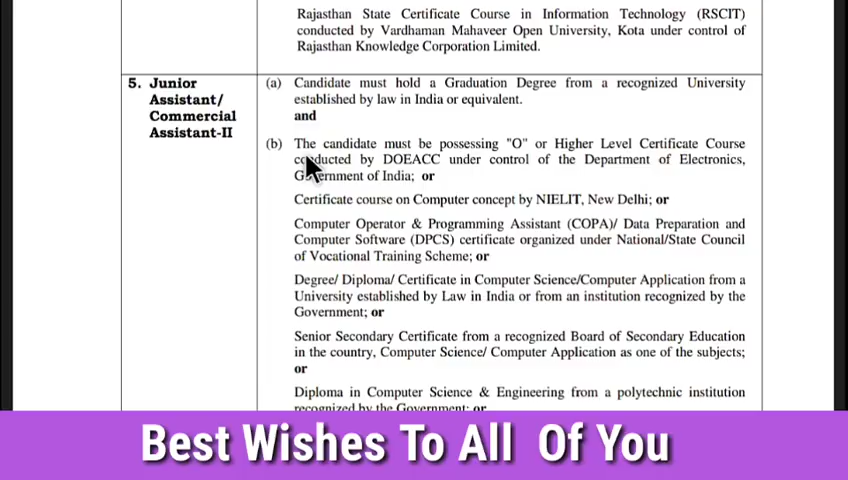 Rajasthan State Certificate Course in Information Technology (RSCIT)
conducted by Vardhaman Mahaveer Open University, Kota under control of
Rajasthan Knowledge Corporation Limited.
5. Junior
Assistant/
Commercial
Assistant-II
(a) Candidate must hold a Graduation Degree from a recognized University
established by law in India or equivalent.
and
(b) The candidate must be possessing "O" or Higher Level Certificate Course
conducted by DOEACC under control of the Department of Electronics,
Government of India; or
Certificate course on Computer concept by NIELIT, New Delhi; or
Computer Operator & Programming Assistant (COPA)/ Data Preparation and
Computer Software (DPCS) certificate organized under National/State Council
of Vocational Training Scheme; or
Degree/ Diploma/ Certificate in Computer Science/Computer Application from a
University established by Law in India or from an institution recognized by the
Government; or
Senior Secondary Certificate from a recognized Board of Secondary Education
in the country, Computer Science/ Computer Application as one of the subjects;
or
Diploma in Computer Science & Engineering from a polytechnic institution
recognized by the Government; or
Best Wishes To All Of You